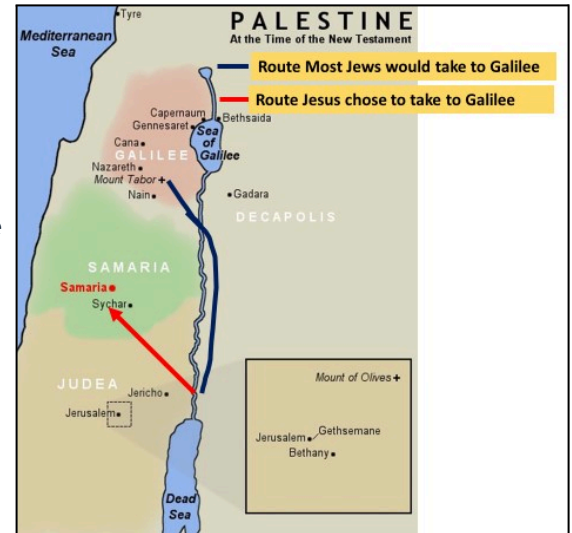 Tyre
PALESTINE
At the Time of the New Testament
Mediterranean
Sea
Route Most Jews would take to Galilee
Route Jesus chose to take to Galilee
Capernaum
Bethsaida
Gennesaret
Sea
of
Galilee
Cana
GALILEE
Nazareth
Mount Tabor
Nain
Gadara
DECAPOLIS
SAMARIA
Samaria
Sychar
JUDEA
Jericho
Jerusalem
Mount of Olives
Gethsemane
Jerusalem
Bethany
Dead
Sea